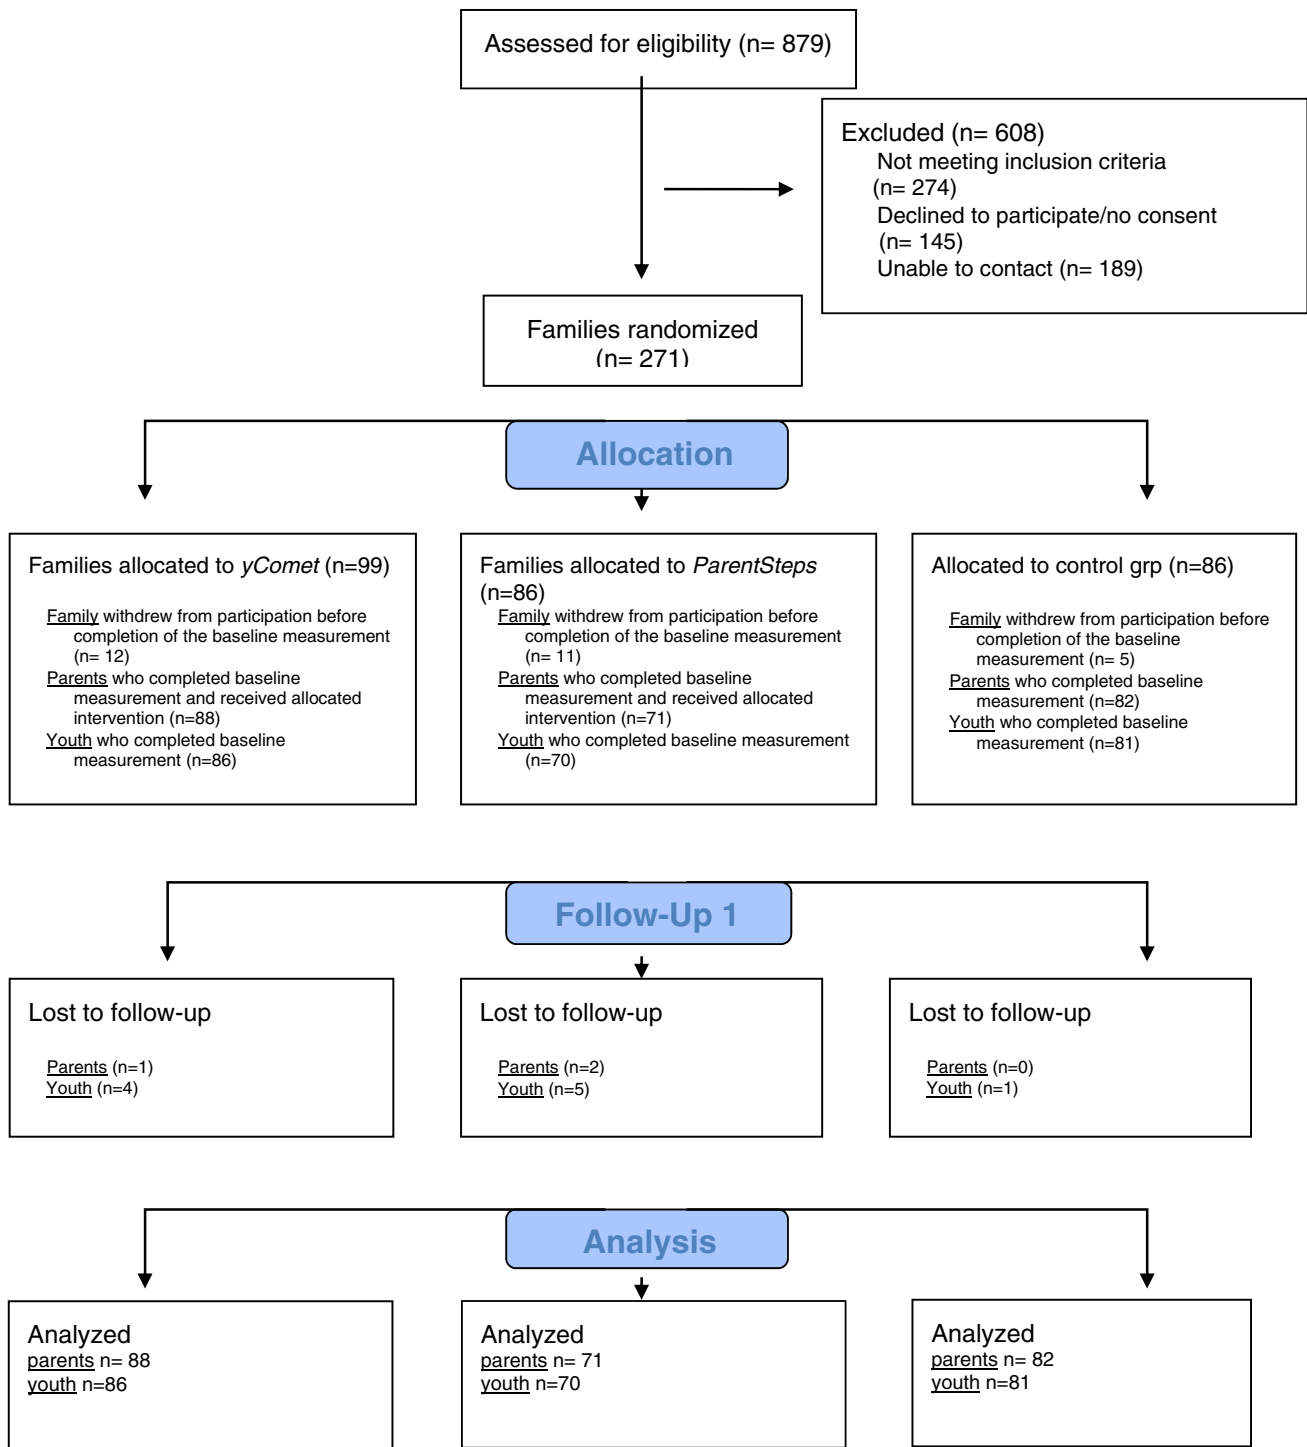 Assessed for eligibility (n= 879)
Excluded (n= 608)
Not meeting inclusion criteria
(n= 274)
Declined to participate/no consent
(n= 145)
Unable to contact (n= 189)
Families randomized
(n= 271)
Allocation
Families allocated to yComet (n=99)
Family withdrew from participation before
completion of the baseline measurement
(n= 12)
Parents who completed baseline
measurement and received allocated
intervention (n=88)
Youth who completed baseline
measurement (n=86)
Families allocated to ParentSteps
(n=86)
Family withdrew from participation before
completion of the baseline measurement
(n= 11)
Parents who completed baseline
measurement and received allocated
intervention (n=71)
Youth who completed baseline measurement
(n=70)
Allocated to control grp (n=86)
Family withdrew from participation before
completion of the baseline
measurement (n= 5)
Parents who completed baseline
measurement (n=82)
Youth who completed baseline
measurement (n=81)
Follow-Up 1
Lost to follow-up
Parents (n=1)
Youth (n=4)
Lost to follow-up
Parents (n=2)
Youth (n=5)
Lost to follow-up
Parents (n=0)
Youth (n=1)
Analysis
Analyzed
parents n= 88
youth n=86
Analyzed
parents n= 71
youth n=70
Analyzed
parents n= 82
youth n=81